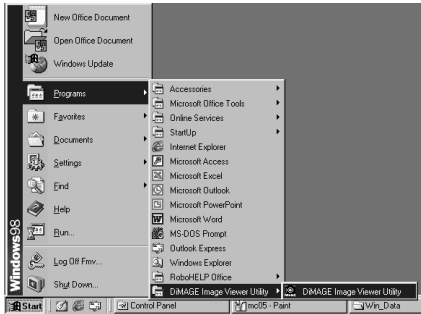 New Office Document
Open Office Document
Windows Update
Programs
Favorites
Documents
Settings
Find
Help
Run...
Log Off Fmv...
Shut Down...
Windows98
Accessories
Microsoft Office Tools
Online Services
StartUp
Internet Explorer
Microsoft Access
Microsoft Excel
Microsoft Outlook
Microsoft PowerPoint
Microsoft Word
MS-DOS Prompt
Outlook Express
Windows Explorer
RoboHELP Office
DiMAGE Image Viewer Utility
DiMAGE Image Viewer Utility
Start
Control Panel
mc05 - Paint
Win_Data